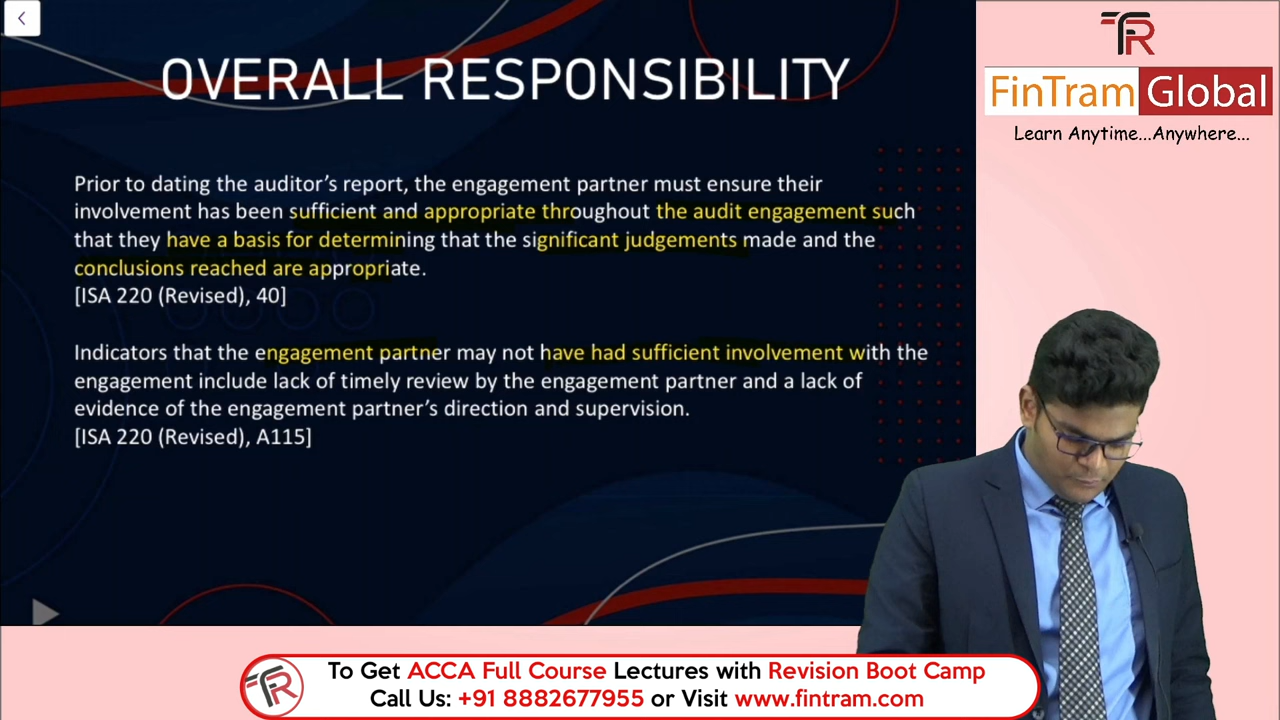 OVERALL RESPONSIBILITY
Prior to dating the auditor’s report, the engagement partner must ensure their
involvement has been sufficient and appropriate throughout the audit engagement such
that they have a basis for determining that the significant judgements made and the
conclusions reached are appropriate.
[ISA 220 (Revised), 40]
Indicators that the engagement partner may not have had sufficient involvement with the
engagement include lack of timely review by the engagement partner and a lack of
evidence of the engagement partner’s direction and supervision.
[ISA 220 (Revised), A115]
FR
FinTram Global
Learn Anytime...Anywhere...
FR
To Get ACCA Full Course Lectures with Revision Boot Camp
Call Us: +91 8882677955 or Visit www.fintram.com